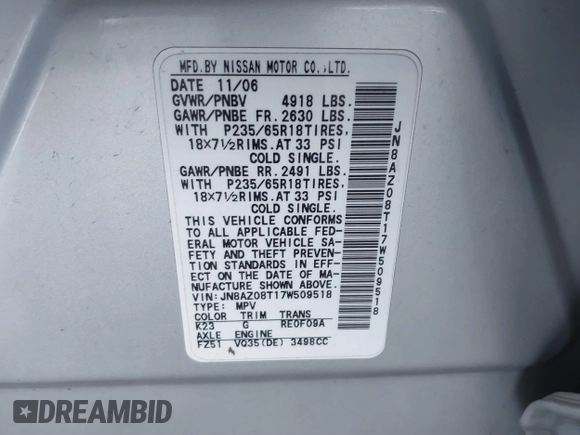 MFD.BY NISSAN MOTOR CO.,LTD.
DATE 11/06
GVWR/PNBV 4918 LBS.
GAWR/PNBE FR.2630 LBS.
WITH P235/65R18TIRES,
18X7½RIMS.AT 33 PSI
COLD SINGLE.
GAWR/PNBE RR.2491 LBS.
WITH P235/65R18TIRES,
18X7½RIMS.AT 33 PSI
COLD SINGLE.
THIS VEHICLE CONFORMS
TO ALL APPLICABLE FED-
ERAL MOTOR VEHICLE SA-
FETY AND THEFT PREVENT-
ION STANDARDS IN EFF-
ECT ON THE DATE OF MA-
NUFACTURE SHOWN ABOVE.
VIN:JN8AZ08T17W509518
TYPE: MPV
COLOR TRIM TRANS
K23 G RE0F09A
AXLE ENGINE
FZ51 VQ35(DE) 3498CC
JN8AZ08T17W509518
DREAMBID